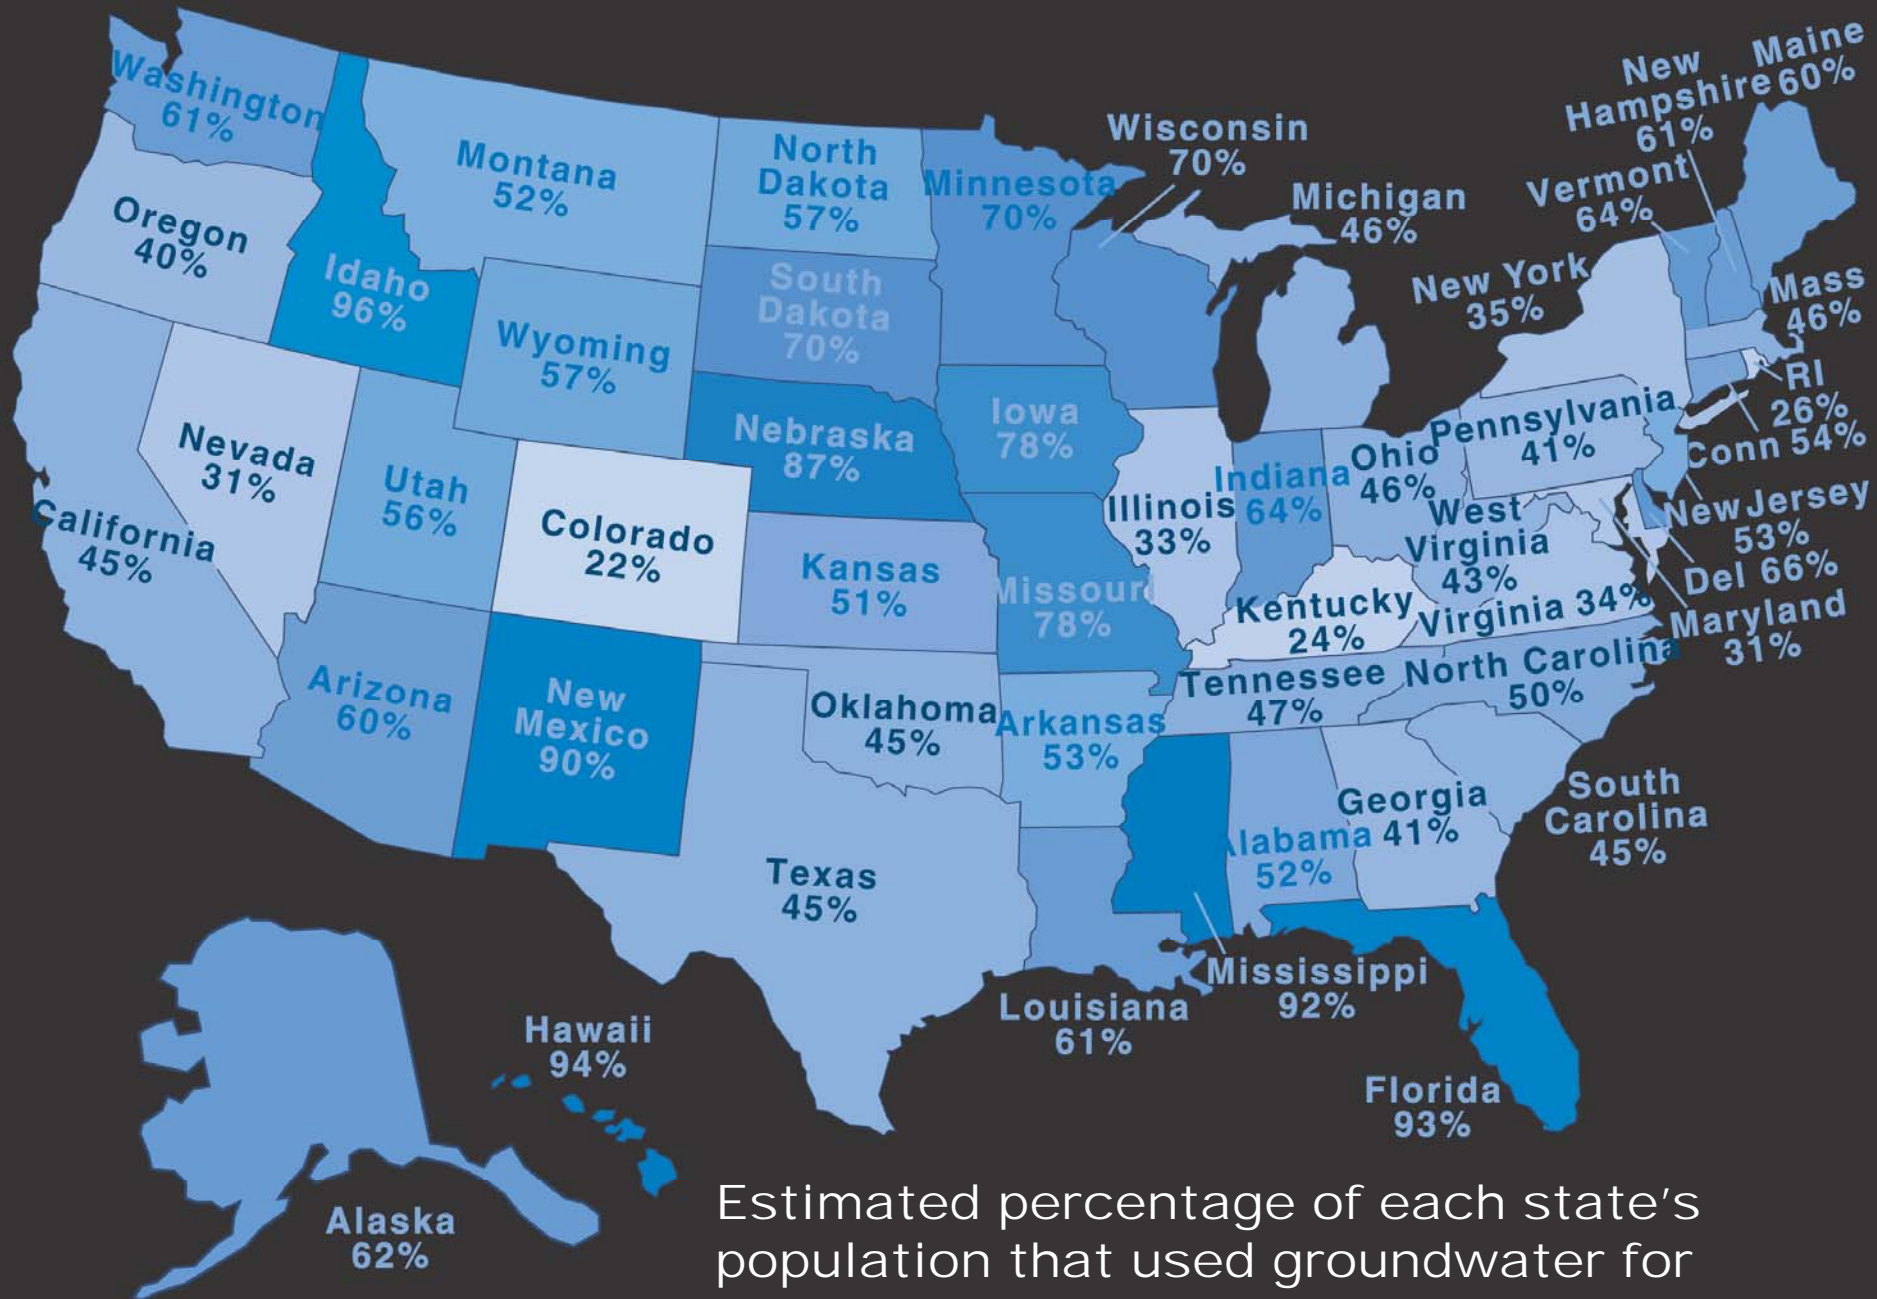 Washington
61%
Oregon
40%
California
45%
Nevada
31%
Idaho
96%
Montana
52%
Wyoming
57%
Utah
56%
Colorado
22%
Arizona
60%
New
Mexico
90%
North
Dakota
57%
South
Dakota
70%
Nebraska
87%
Kansas
51%
Oklahoma
45%
Texas
45%
Minnesota
70%
Iowa
78%
Missouri
78%
Arkansas
53%
Louisiana
61%
Wisconsin
70%
Michigan
46%
Illinois
33%
Indiana
64%
Ohio
46%
Kentucky
24%
Tennessee
47%
Mississippi
92%
Alabama
52%
Georgia
41%
Florida
93%
South
Carolina
45%
North Carolina
50%
Virginia 34%
West
Virginia
43%
Pennsylvania
41%
New York
35%
Vermont
64%
New
Hampshire
61%
Maine
60%
Mass
46%
RI
26%
Conn 54%
New Jersey
53%
Del 66%
Maryland
31%
Alaska
62%
Hawaii
94%
Estimated percentage of each state's
population that used groundwater for